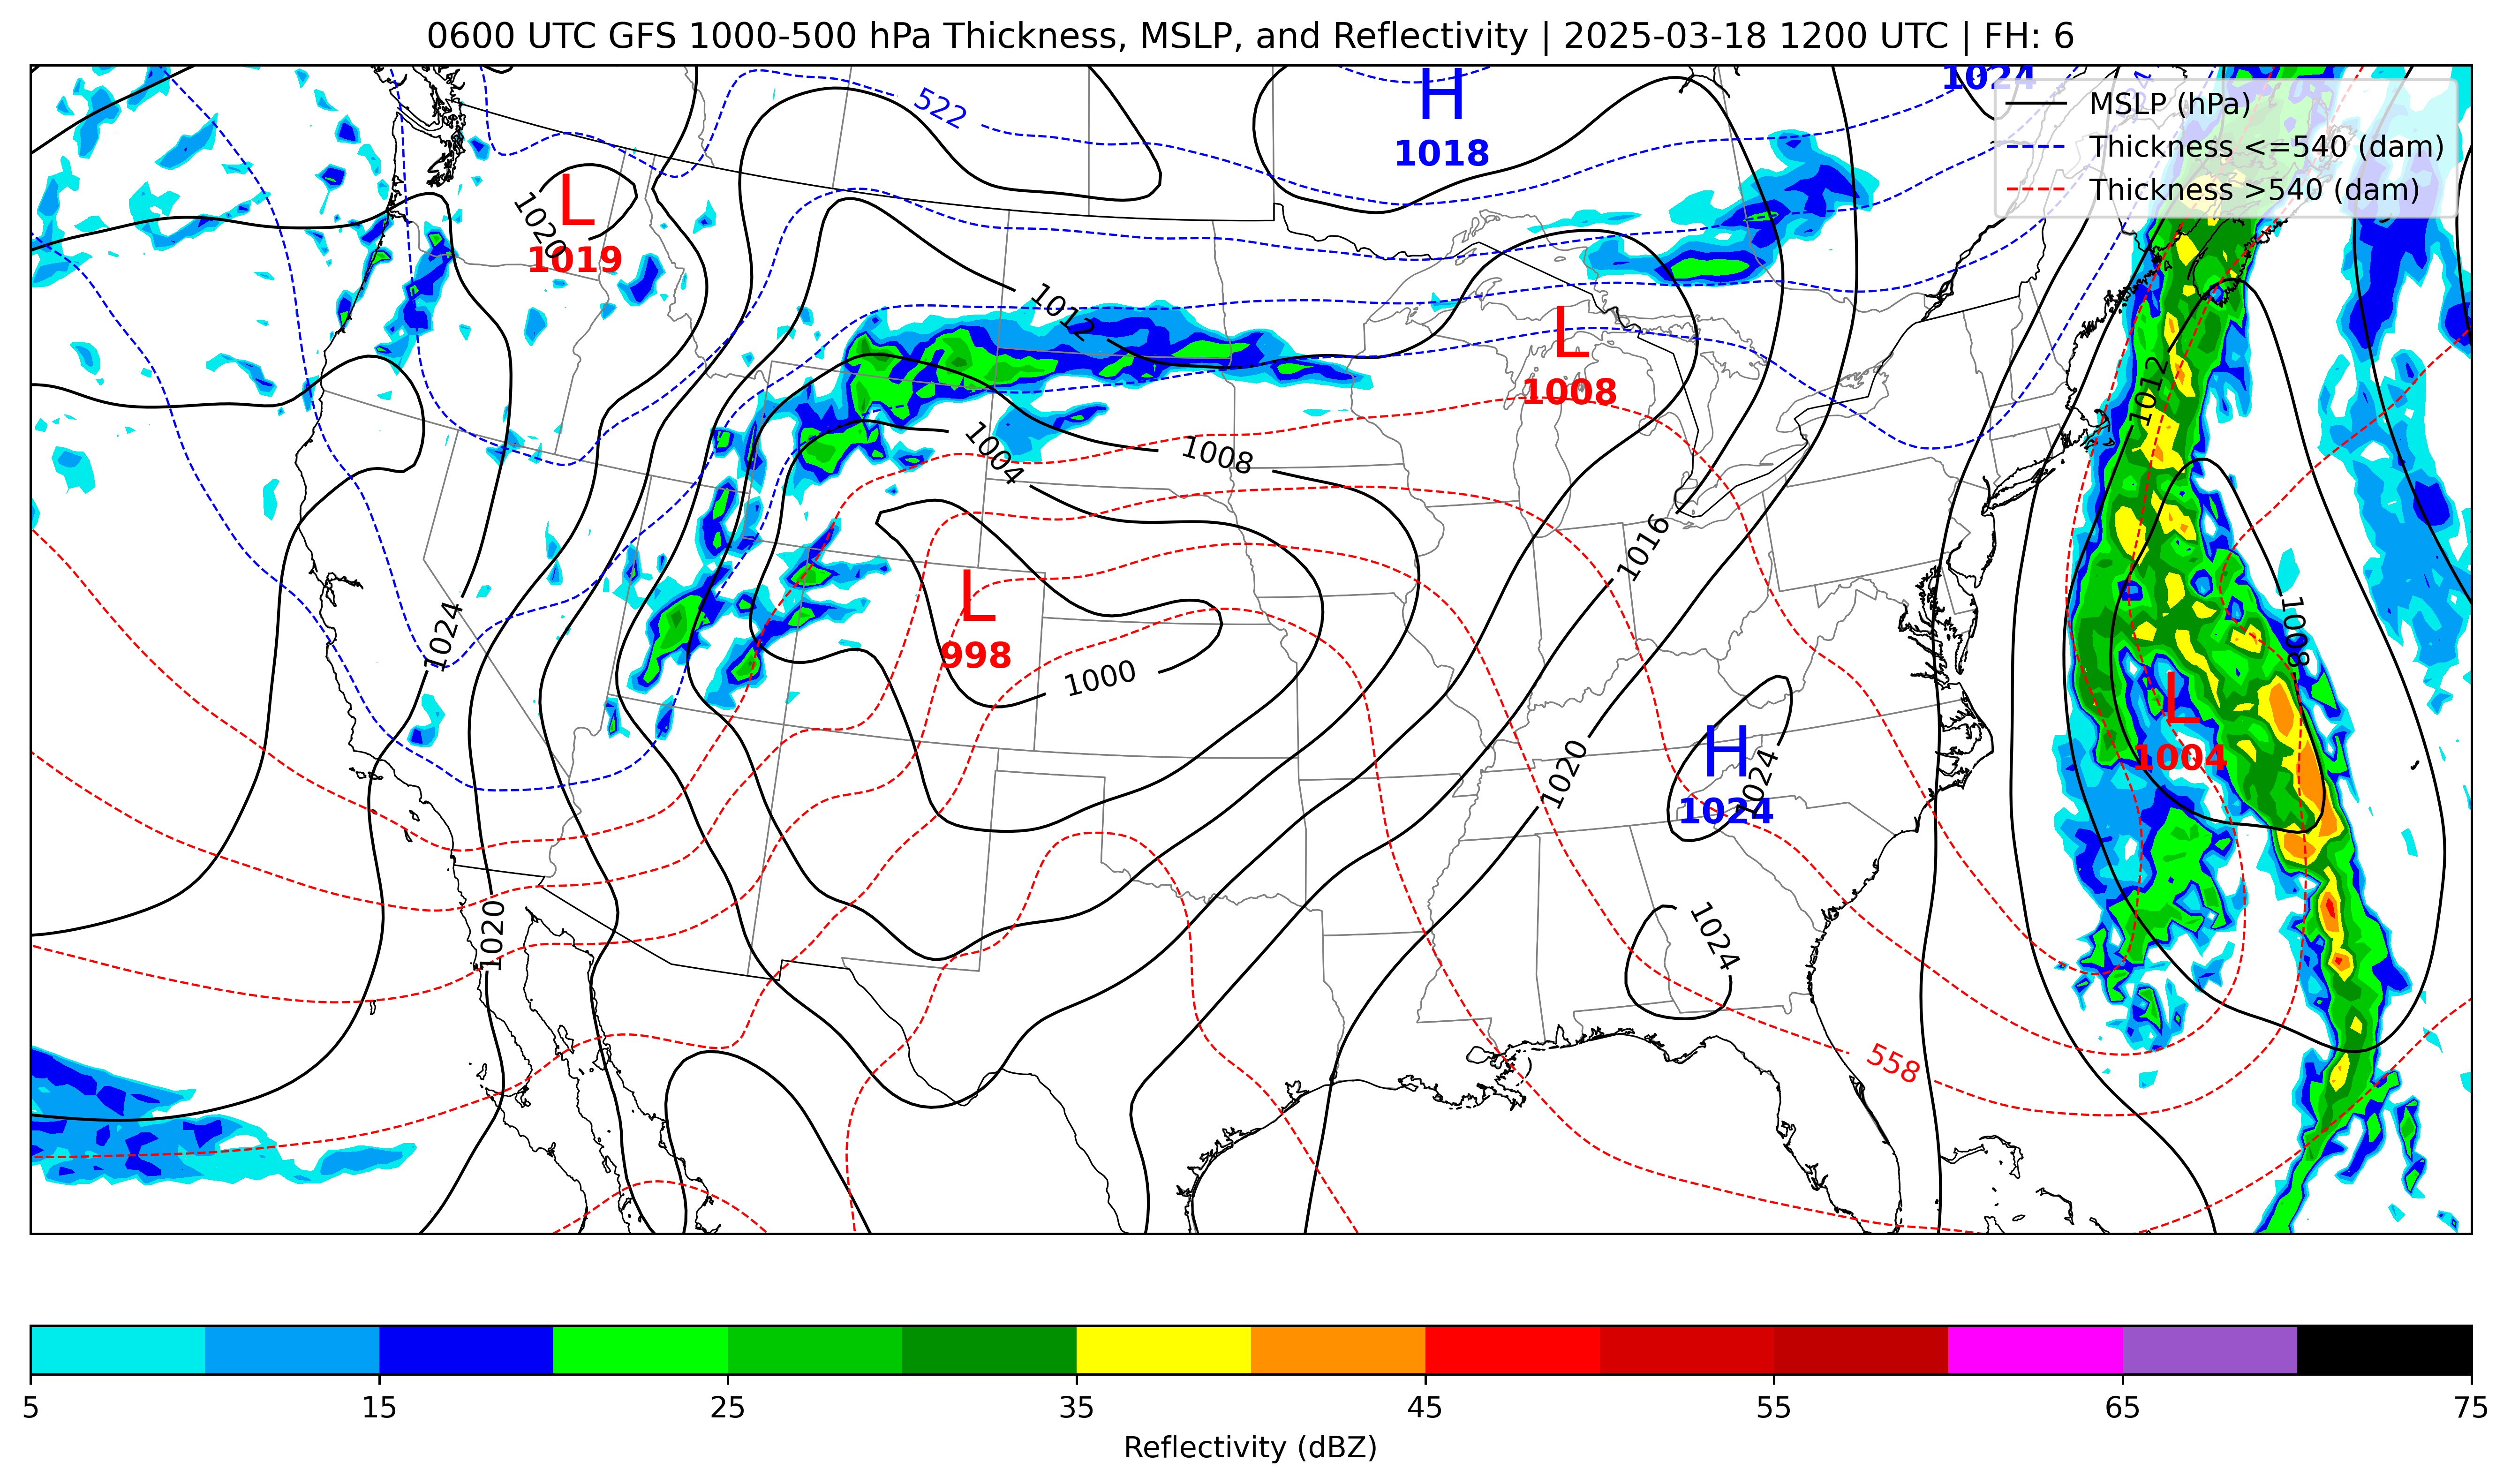 0600 UTC GFS 1000-500 hPa Thickness, MSLP, and Reflectivity | 2025-03-18 1200 UTC | FH: 6
1024
MSLP (hPa)
Thickness <=540 (dam)
Thickness >540 (dam)
522
H
1018
L
1019
1020
1012
L
1008
1012
1004
1008
1016
1024
L
998
1000
1008
L
1004
H
1024
1024
1020
1020
1024
558
5 15 25 35 45 55 65 75
Reflectivity (dBZ)